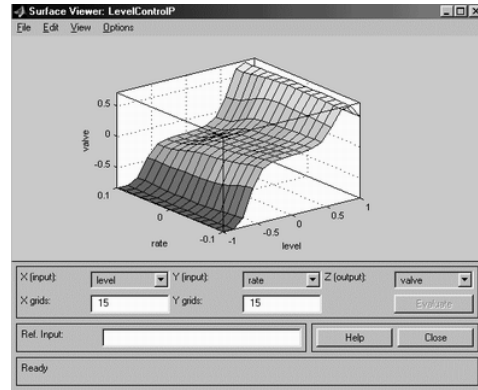 Surface Viewer: LevelControlP
File Edit View Options
0.5
0
-0.5
valve
0.1
0
-0.1
rate
-1
-0.5
0
0.5
1
level
X (input): level Y (input): rate Z (output): valve
X grids: 15 Y grids: 15 Evaluate
Ref. Input: Help Close
Ready